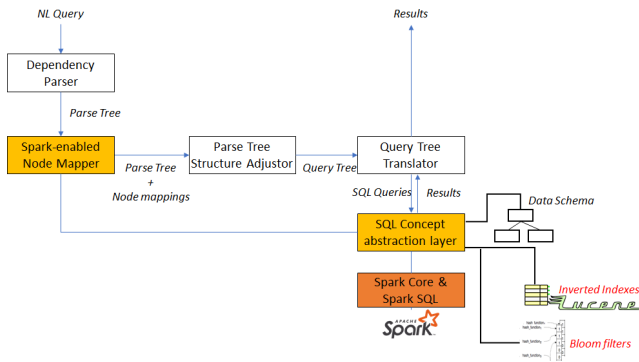 NL Query
Results
Dependency
Parser
Parse Tree
Spark-enabled
Node Mapper
Parse Tree
+
Node mappings
Parse Tree
Structure Adjustor
Query Tree
Query Tree
Translator
SQL Queries
Results
SQL Concept
abstraction layer
Data Schema
Spark Core &
Spark SQL
APACHE
Spark
Inverted Indexes
Lucene
Bloom filters